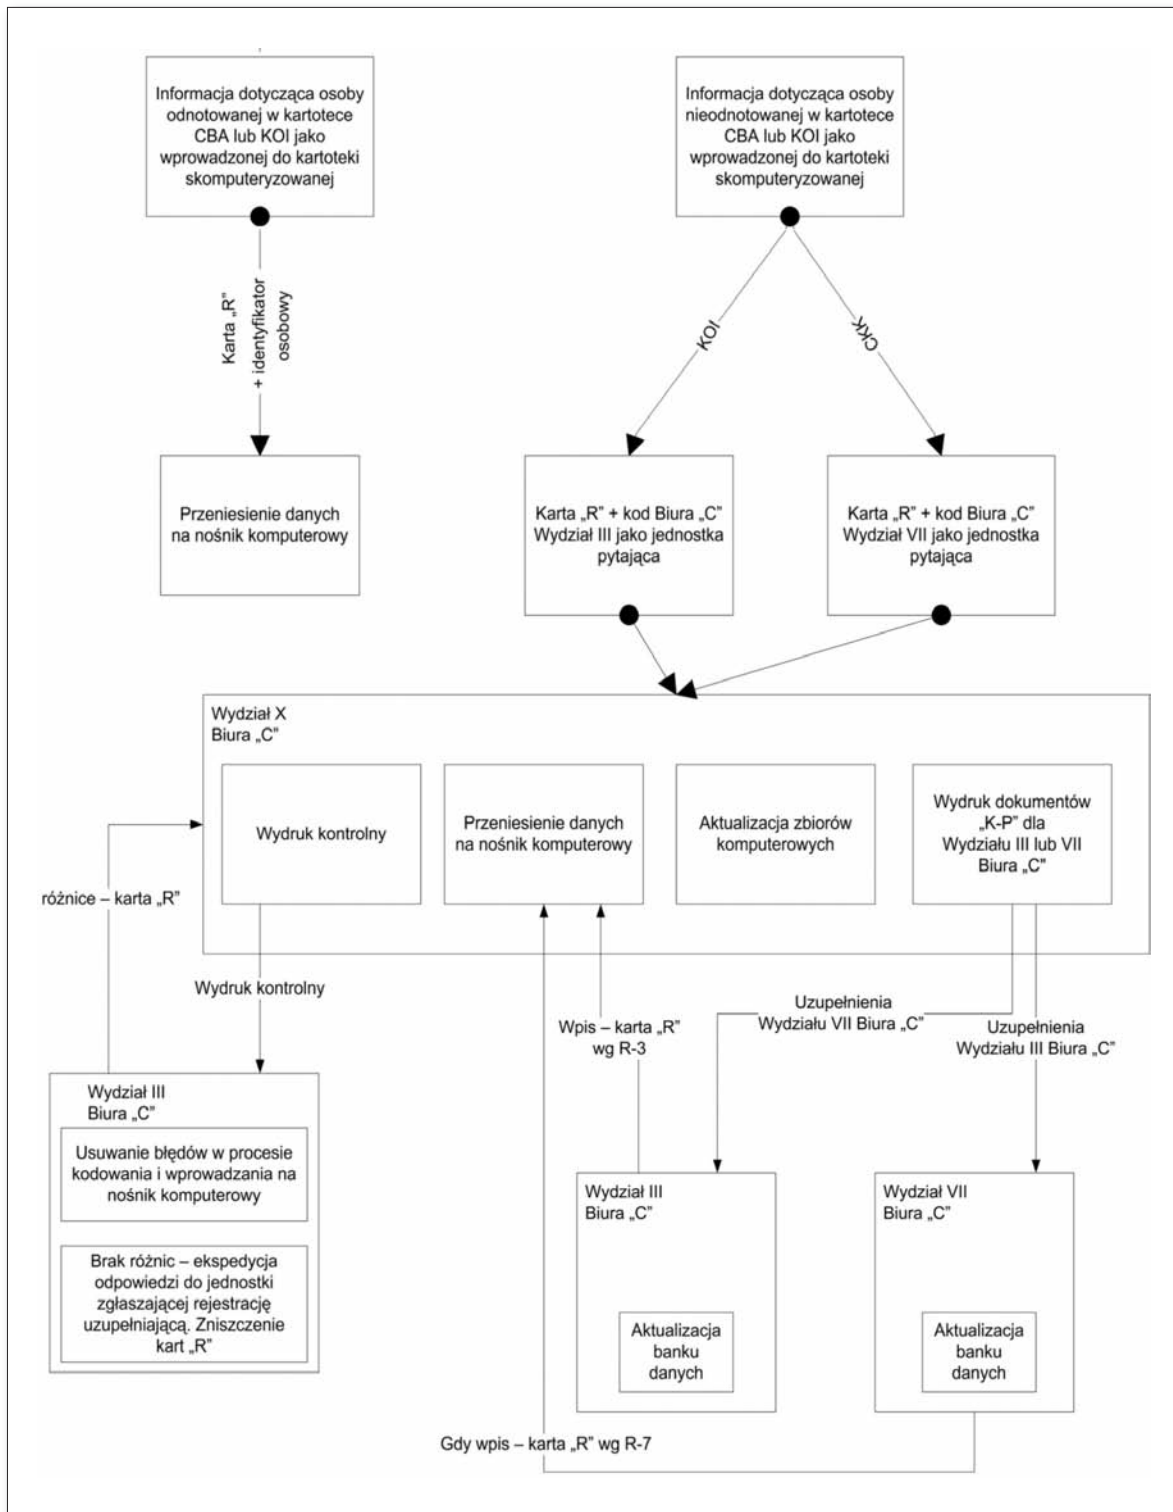 Informacja dotycząca osoby
odnotowanej w kartotece
CBA lub KOI jako
wprowadzonej do kartoteki
skomputeryzowanej
Informacja dotycząca osoby
nieodnotowanej w kartotece
CBA lub KOI jako
wprowadzonej do kartoteki
skomputeryzowanej
Karta „R”
+ identyfikator
osobowy
KOI
CKK
Przeniesienie danych
na nośnik komputerowy
Karta „R” + kod Biura „C”
Wydział III jako jednostka
pytająca
Karta „R” + kod Biura „C”
Wydział VII jako jednostka
pytająca
Wydział X
Biura „C”
Wydruk kontrolny
Przeniesienie danych
na nośnik komputerowy
Aktualizacja zbiorów
komputerowych
Wydruk dokumentów
„K-P” dla
Wydziału III lub VII
Biura „C”
różnice – karta „R”
Wydruk kontrolny
Wpis – karta „R”
wg R-3
Uzupełnienia
Wydziału VII Biura „C”
Uzupełnienia
Wydziału III Biura „C”
Wydział III
Biura „C”
Usuwanie błędów w procesie
kodowania i wprowadzania na
nośnik komputerowy
Brak różnic – ekspedycja
odpowiedzi do jednostki
zgłaszającej rejestrację
uzupełniającą. Zniszczenie
kart „R”
Wydział III
Biura „C”
Aktualizacja
banku
danych
Wydział VII
Biura „C”
Aktualizacja
banku
danych
Gdy wpis – karta „R” wg R-7